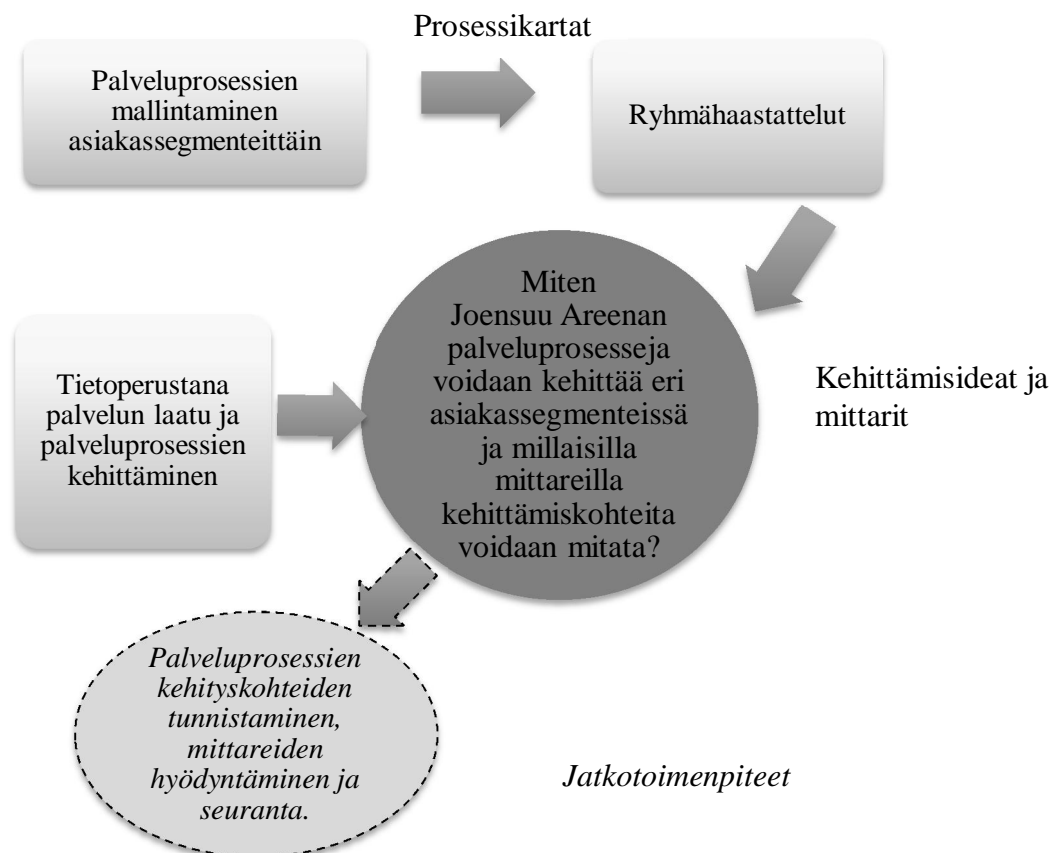 Prosessikartat
Palveluprosessien
mallintaminen
asiakassegmenteittäin
Ryhmähaastattelut
Miten
Joensuu Areenan
palveluprosesseja
voidaan kehittää eri
asiakassegmenteissä
ja millaisilla
mittareilla
kehittämiskohteita
voidaan mitata?
Tietoperustana
palvelun laatu ja
palveluprosessien
kehittäminen
Kehittämisideat ja
mittarit
Palveluprosessien
kehityskohteiden
tunnistaminen,
mittareiden
hyödyntäminen ja
seuranta.
Jatkotoimenpiteet